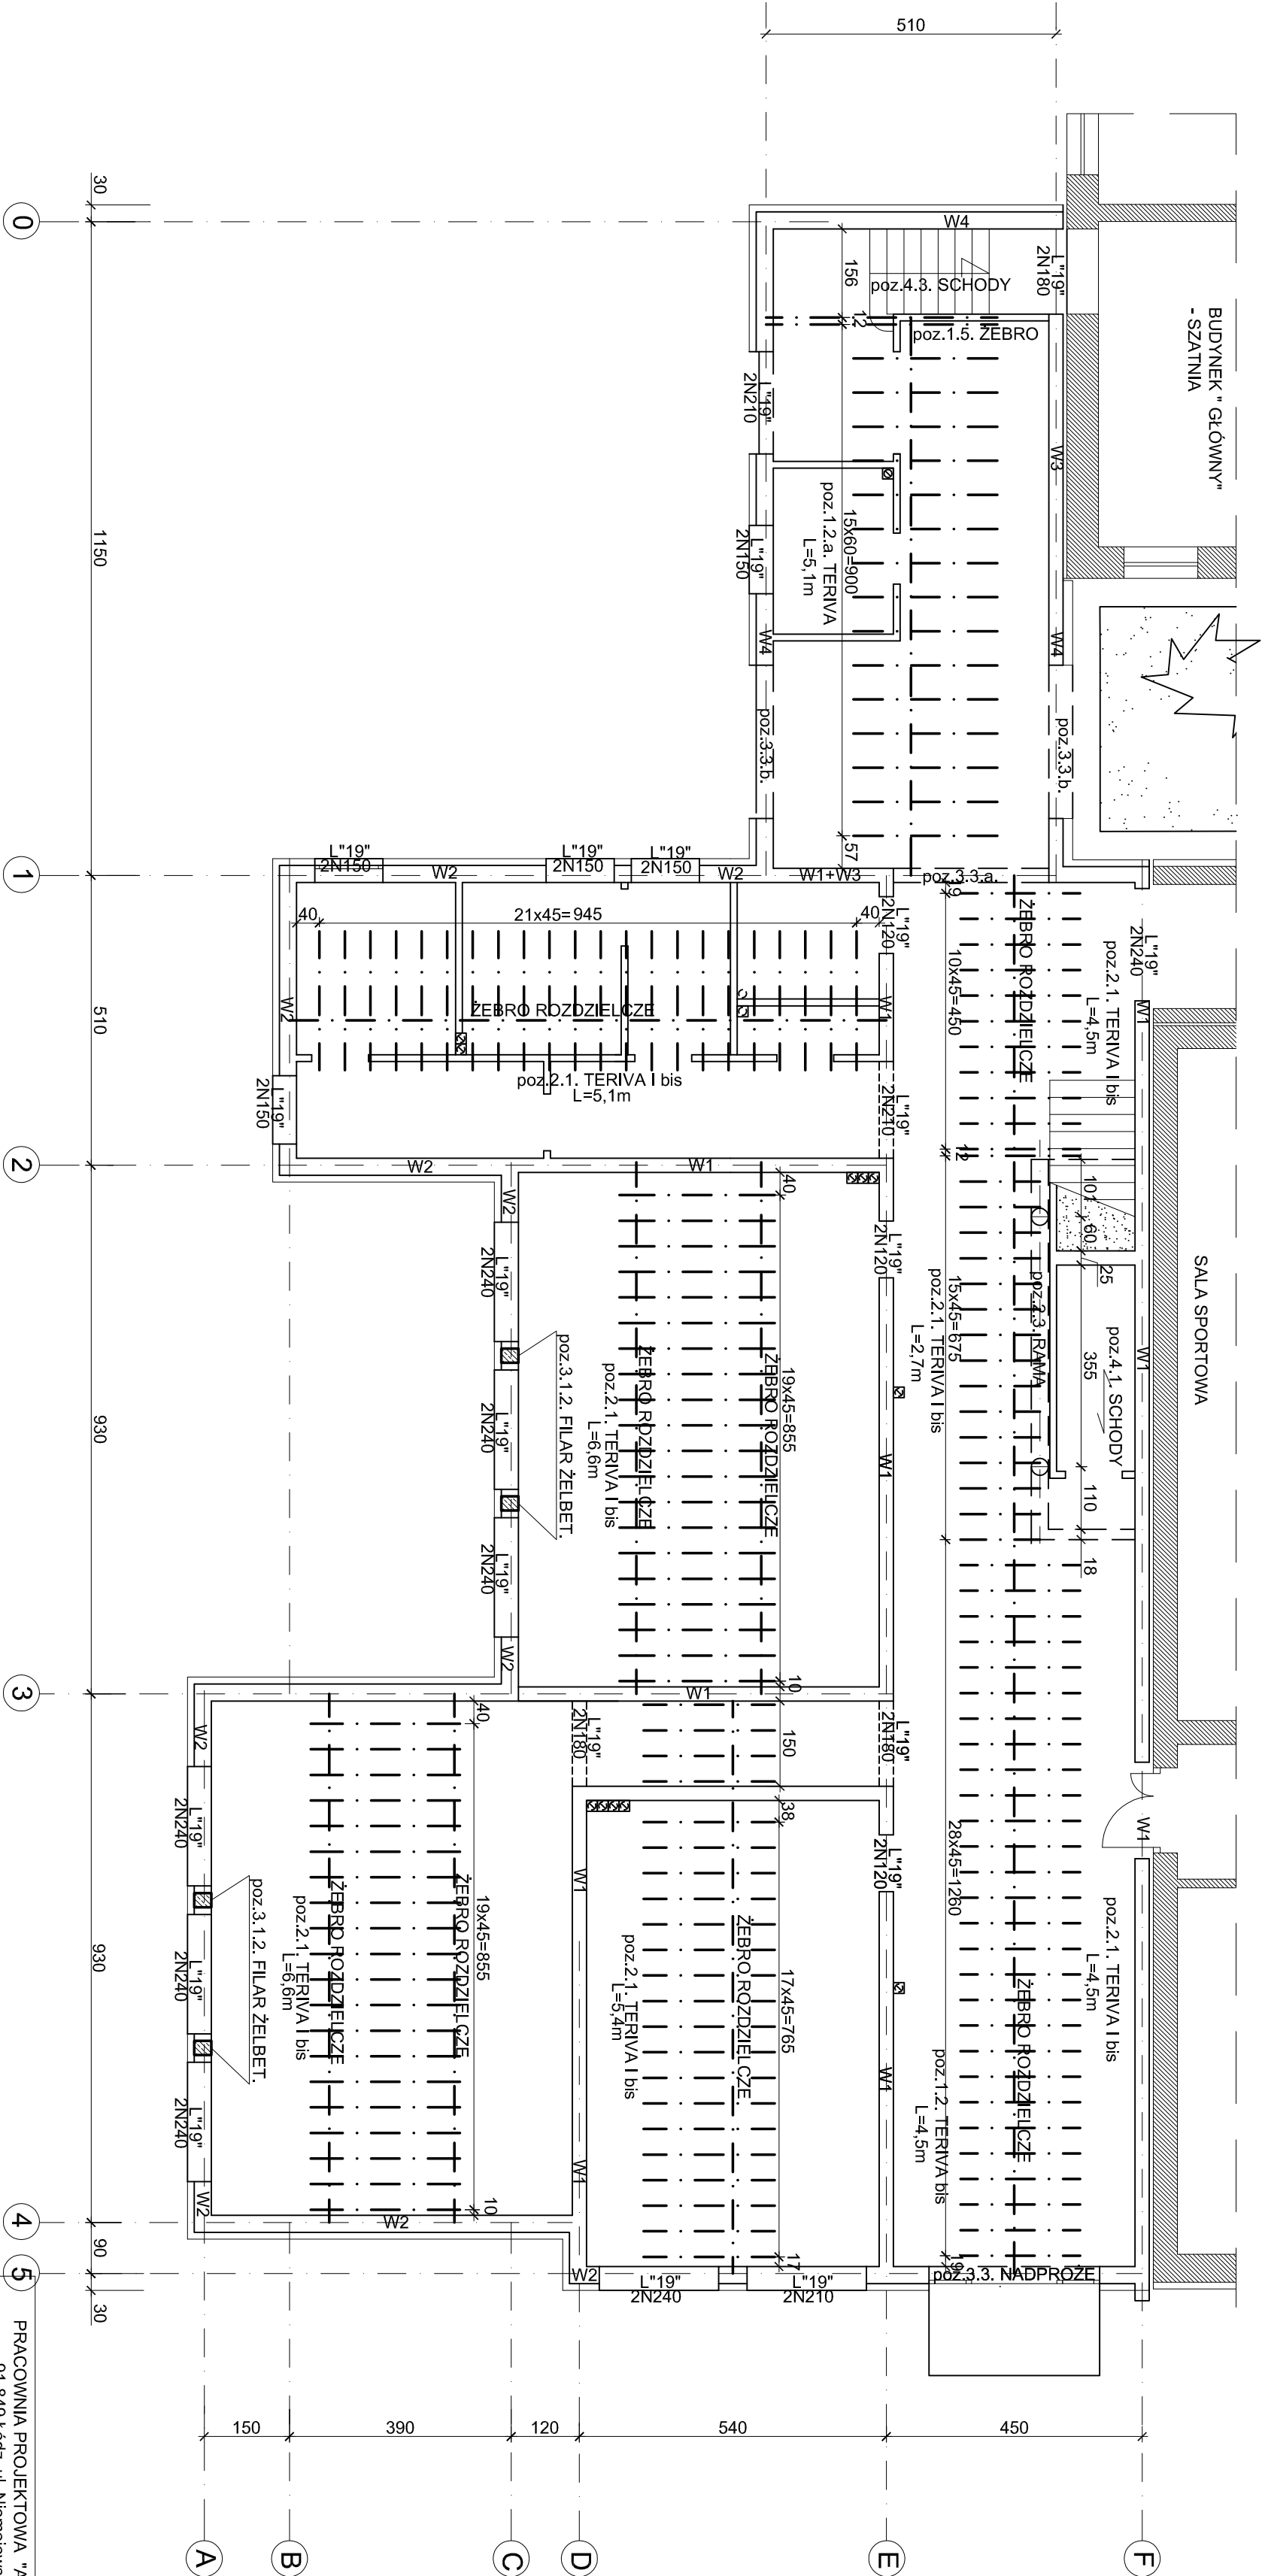 510
BUDYNEK " GŁÓWNY"
- SZATNIA
30
0
W4
L"19"
2N180
156
poz.4.3. SCHODY
12
poz.1.5. ŻEBRO
L"19"
2N210
W3
15x60=900
poz.1.2.a. TERIVA
L=5,1m
L"19"
2N150
1150
W4
W4
poz.3.3.b.
poz.3.3.b.
57
1
L"19"
2N150
W2
L"19"
2N150
L"19"
2N150
W2
W1+W3
poz.3.3.a.
19
40
21x45=945
40
L"19"
2N120
ŻEBRO ROZDZIELCZE
poz.2.1. TERIVA I bis
L=4,5m
L"19"
2N240
10x45=450
W1
510
W2
ŻEBRO ROZDZIELCZE
W1
poz.2.1. TERIVA I bis
L=5,1m
L"19"
2N150
L"19"
2N210
12
2
W2
W1
W2
40
101
60
25
SALA SPORTOWA
L"19"
2N120
L"19"
2N240
poz.2.3. RAMA
15x45=675
poz.2.1. TERIVA I bis
L=2,7m
355
poz.4.1. SCHODY
W1
poz.3.1.2. FILAR ŻELBET.
ŻEBRO ROZDZIELCZE
poz.2.1. TERIVA I bis
L=6,6m
ŻEBRO ROZDZIELCZE
19x45=855
W1
930
L"19"
2N240
110
L"19"
2N240
18
W2
10
3
W1
W2
40
L"19"
2N180
150
L"19"
2N180
38
L"19"
2N240
L"19"
2N120
W1
W1
28x45=1260
poz.2.1. TERIVA I bis
L=4,5m
poz.3.1.2. FILAR ŻELBET.
ŻEBRO ROZDZIELCZE
poz.2.1. TERIVA I bis
L=6,6m
ŻEBRO ROZDZIELCZE
19x45=855
930
L"19"
2N240
poz.2.1. TERIVA I bis
L=5,4m
ŻEBRO ROZDZIELCZE
17x45=765
ŻEBRO ROZDZIELCZE
poz.1.2. TERIVA bis
L=4,5m
W1
L"19"
2N240
W1
W2
10
4
W2
90
17
19
5
W2
L"19"
2N240
L"19"
2N210
poz.3.3. NADPROŻE
30
150
390
120
540
450
A
B
C
D
E
F
PRACOWNIA PROJEKTOWA "A